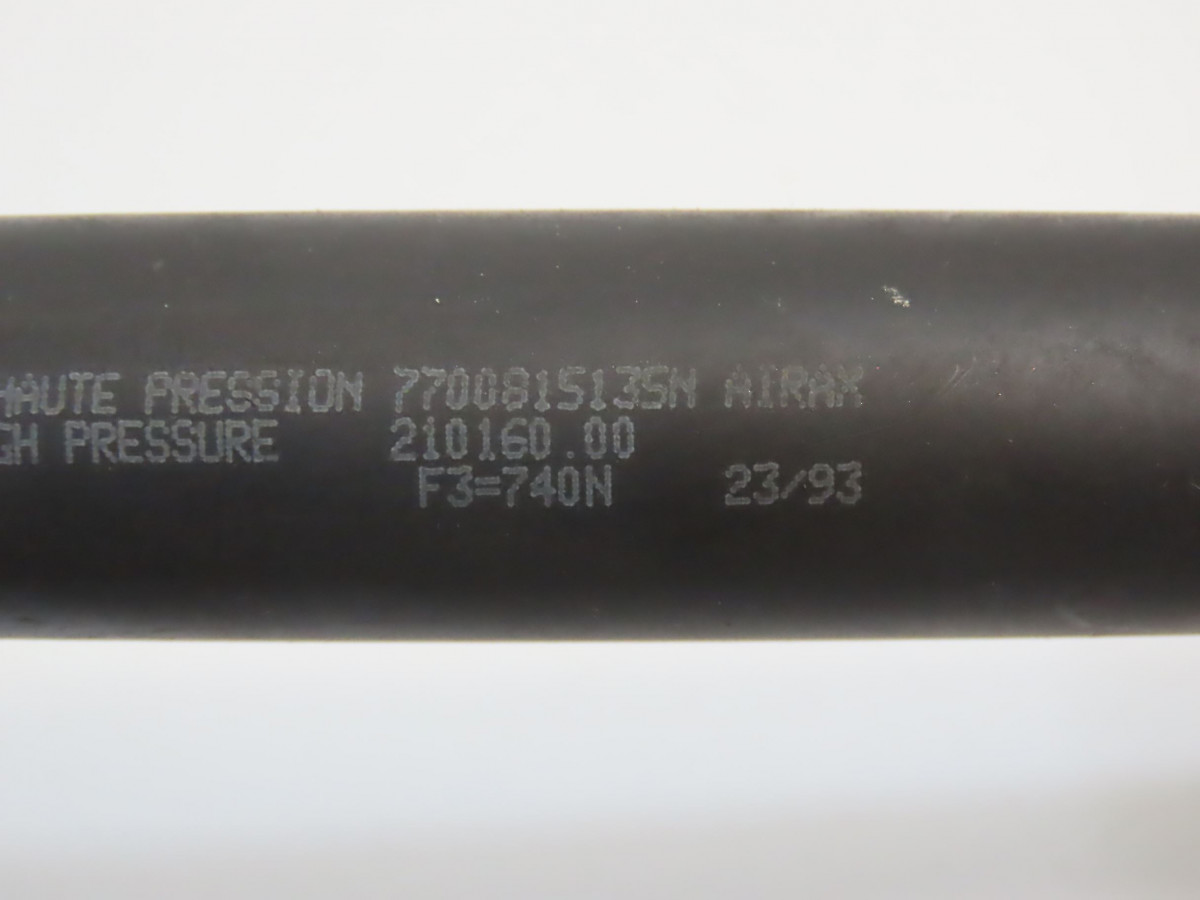 HAUTE PRESSION 7700815135N AIRAX
GH PRESSURE 210160.00
F3=740N 23/93